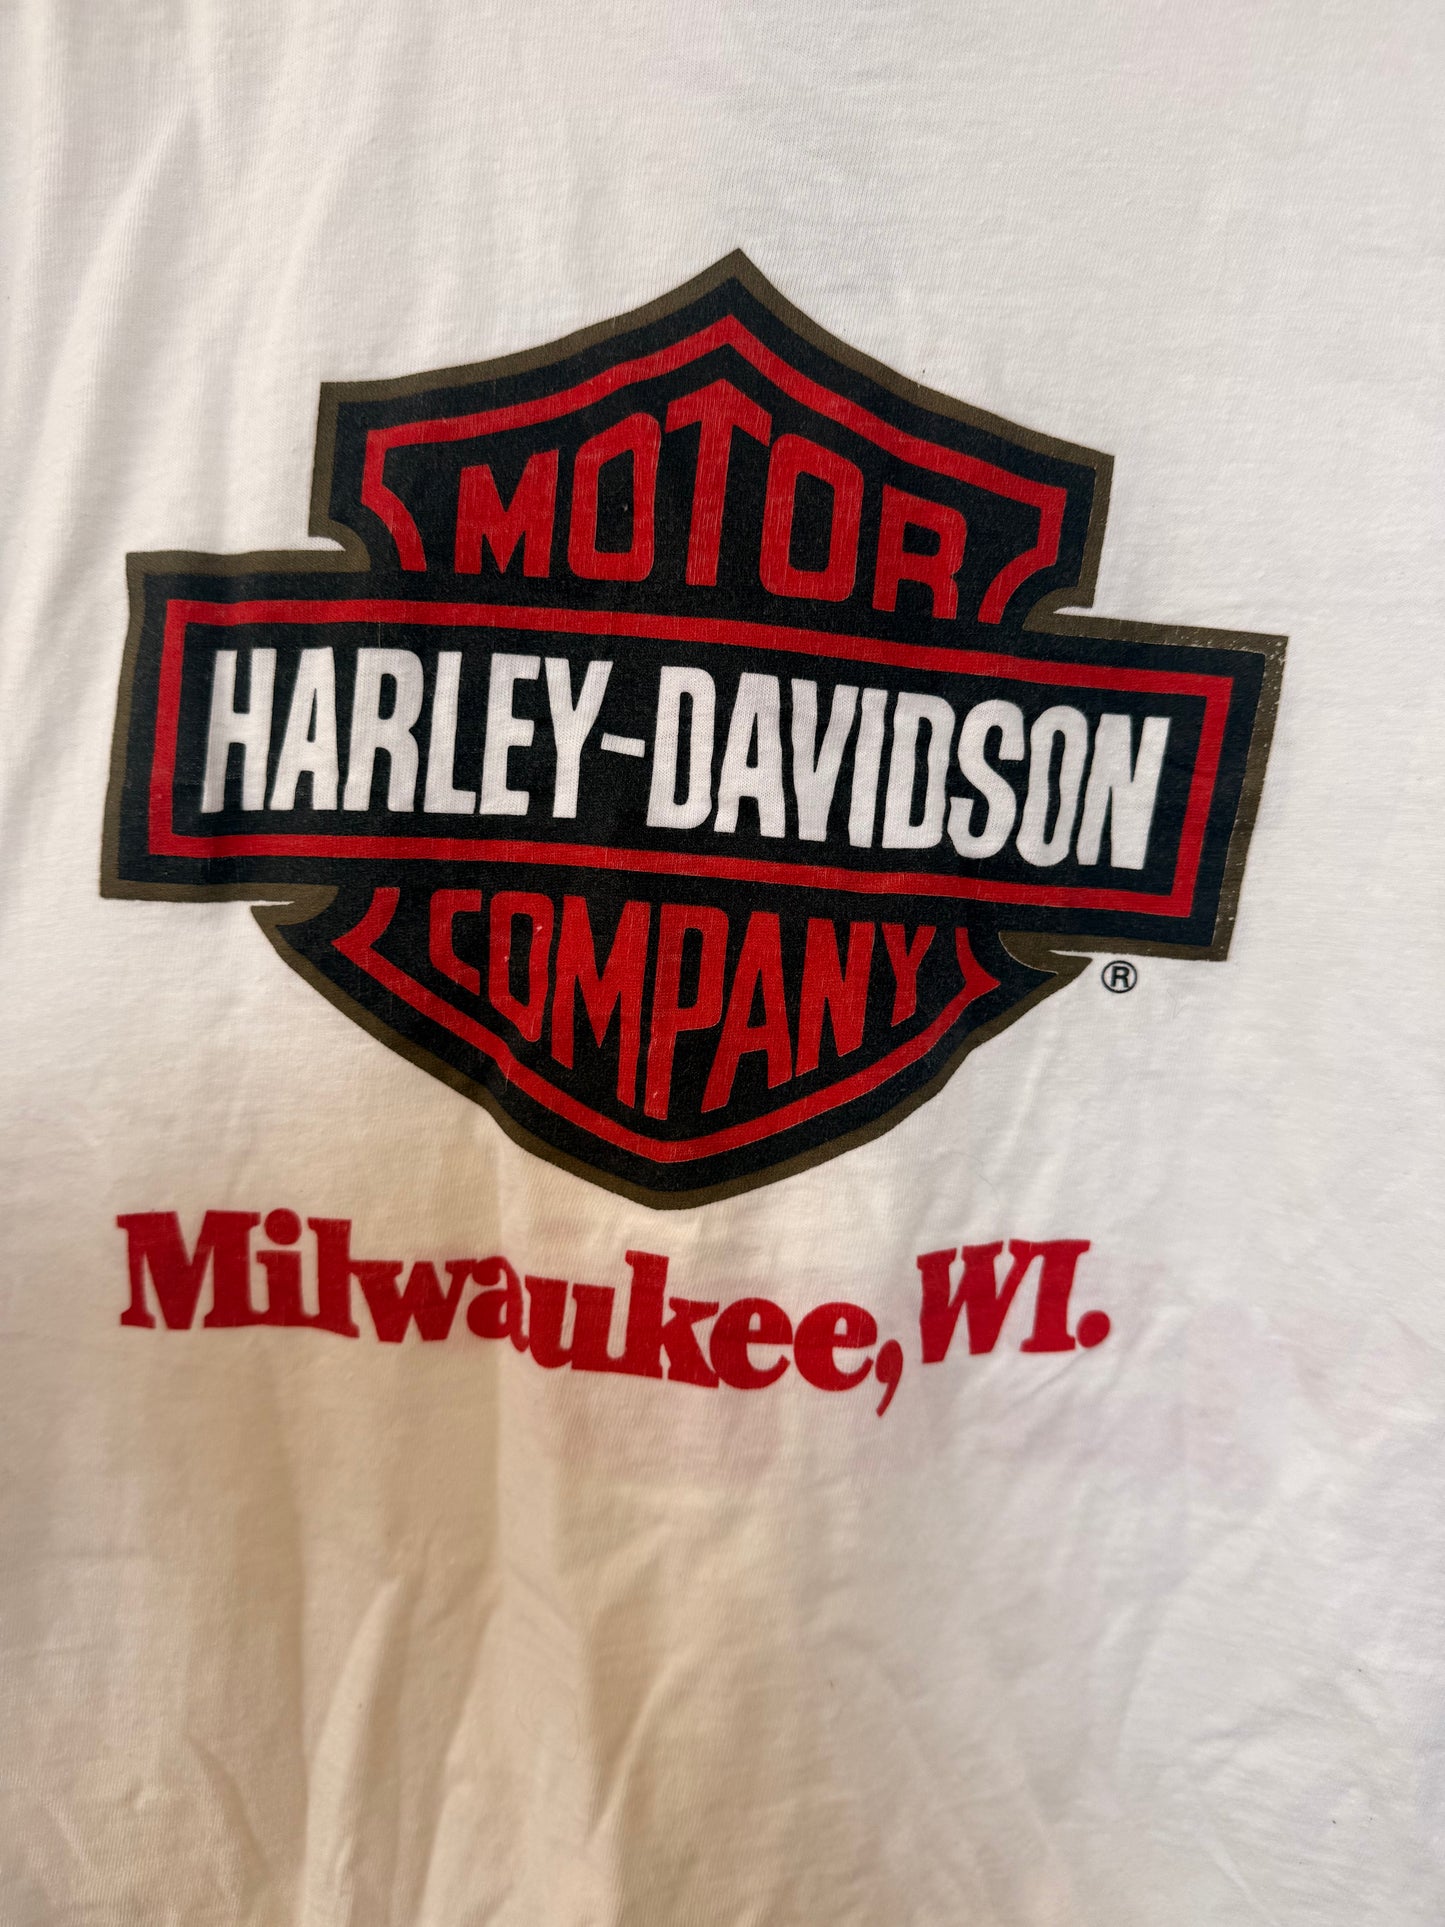 MOTOR
HARLEY-DAVIDSON
COMPANY
®
Milwaukee, WI.